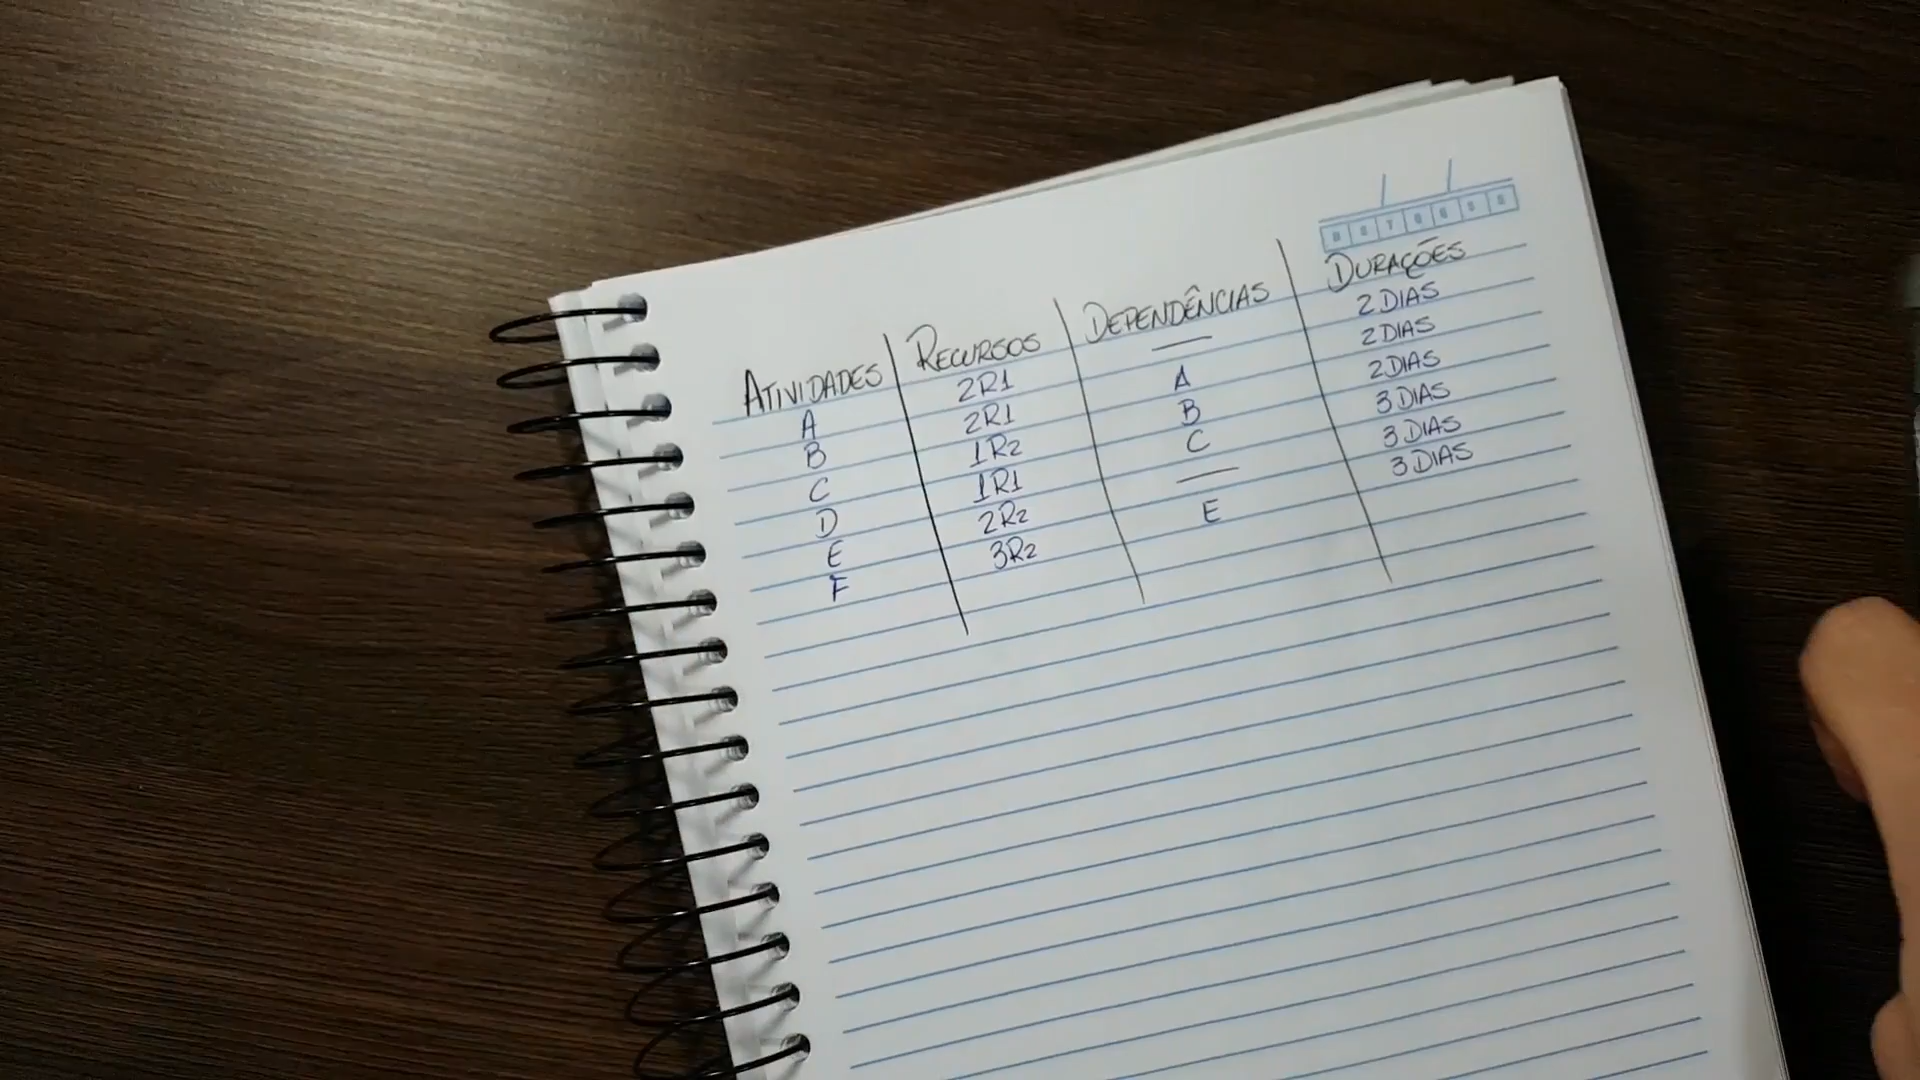 ATIVIDADES RECURSOS DEPENDÊNCIAS DURAÇÕES
A 2R1 — 2 DIAS
B 2R1 A 2 DIAS
C 1R2 B 2 DIAS
D 1R1 C 3 DIAS
E 2R2 — 3 DIAS
F 3R2 E 3 DIAS